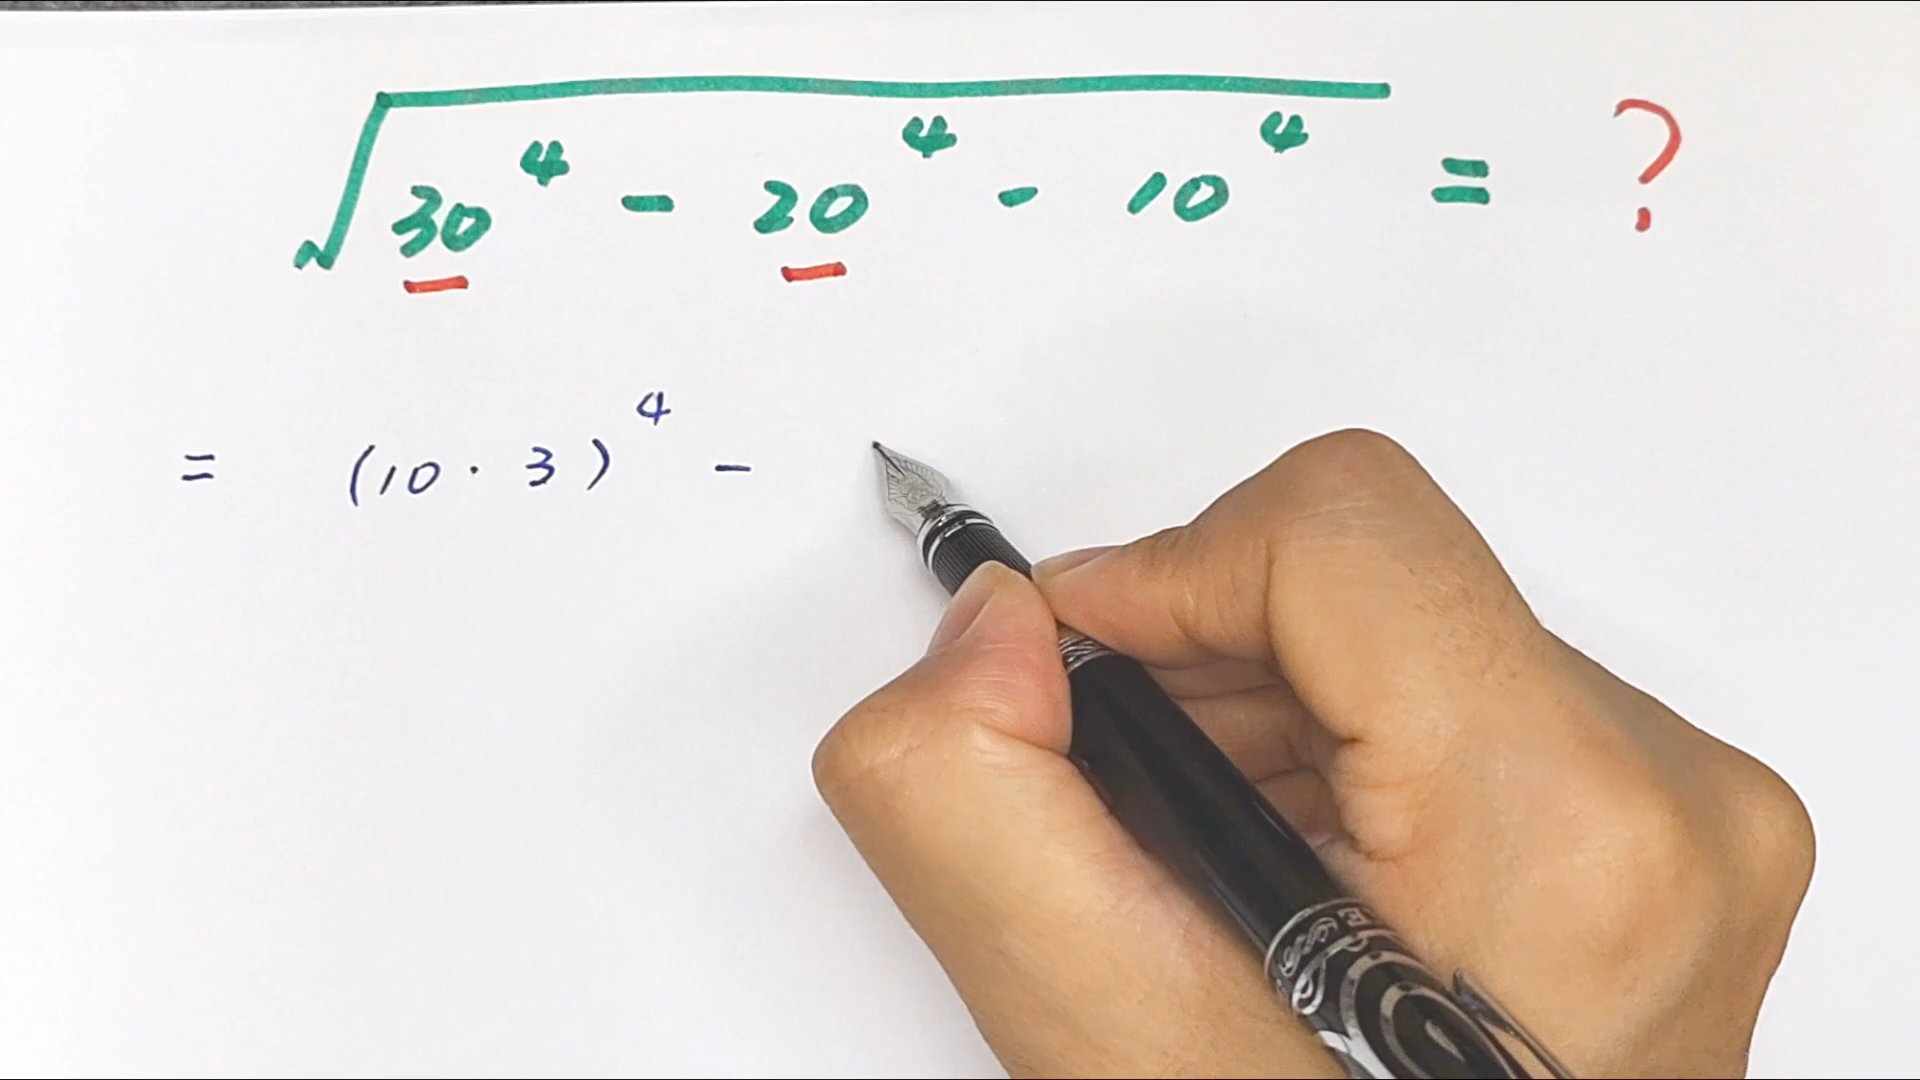 √(30⁴ - 20⁴ - 10⁴) = ?
= (10 · 3)⁴ -